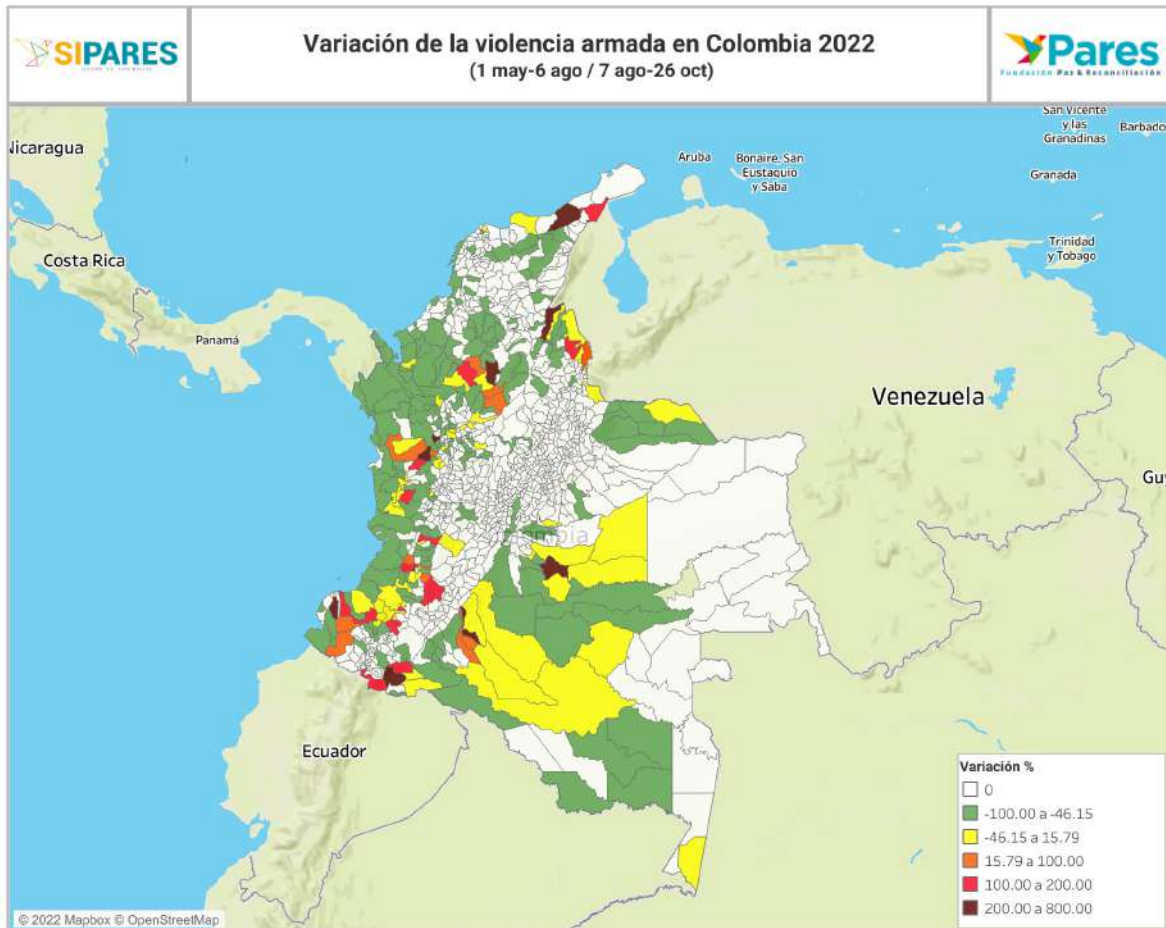 SIPARES
Variación de la violencia armada en Colombia 2022
(1 may-6 ago / 7 ago-26 oct)
Pares
Fundación Paz & Reconciliación
San Vicente
y las
Granadinas
Barbados
Nicaragua
Aruba
Bonaire, San
Eustaquio
y Saba
Granada
Trinidad
y Tobago
Costa Rica
Panamá
Venezuela
Guy
Colombia
Ecuador
Variación %
0
-100.00 a -46.15
-46.15 a 15.79
15.79 a 100.00
100.00 a 200.00
200.00 a 800.00
© 2022 Mapbox © OpenStreetMap